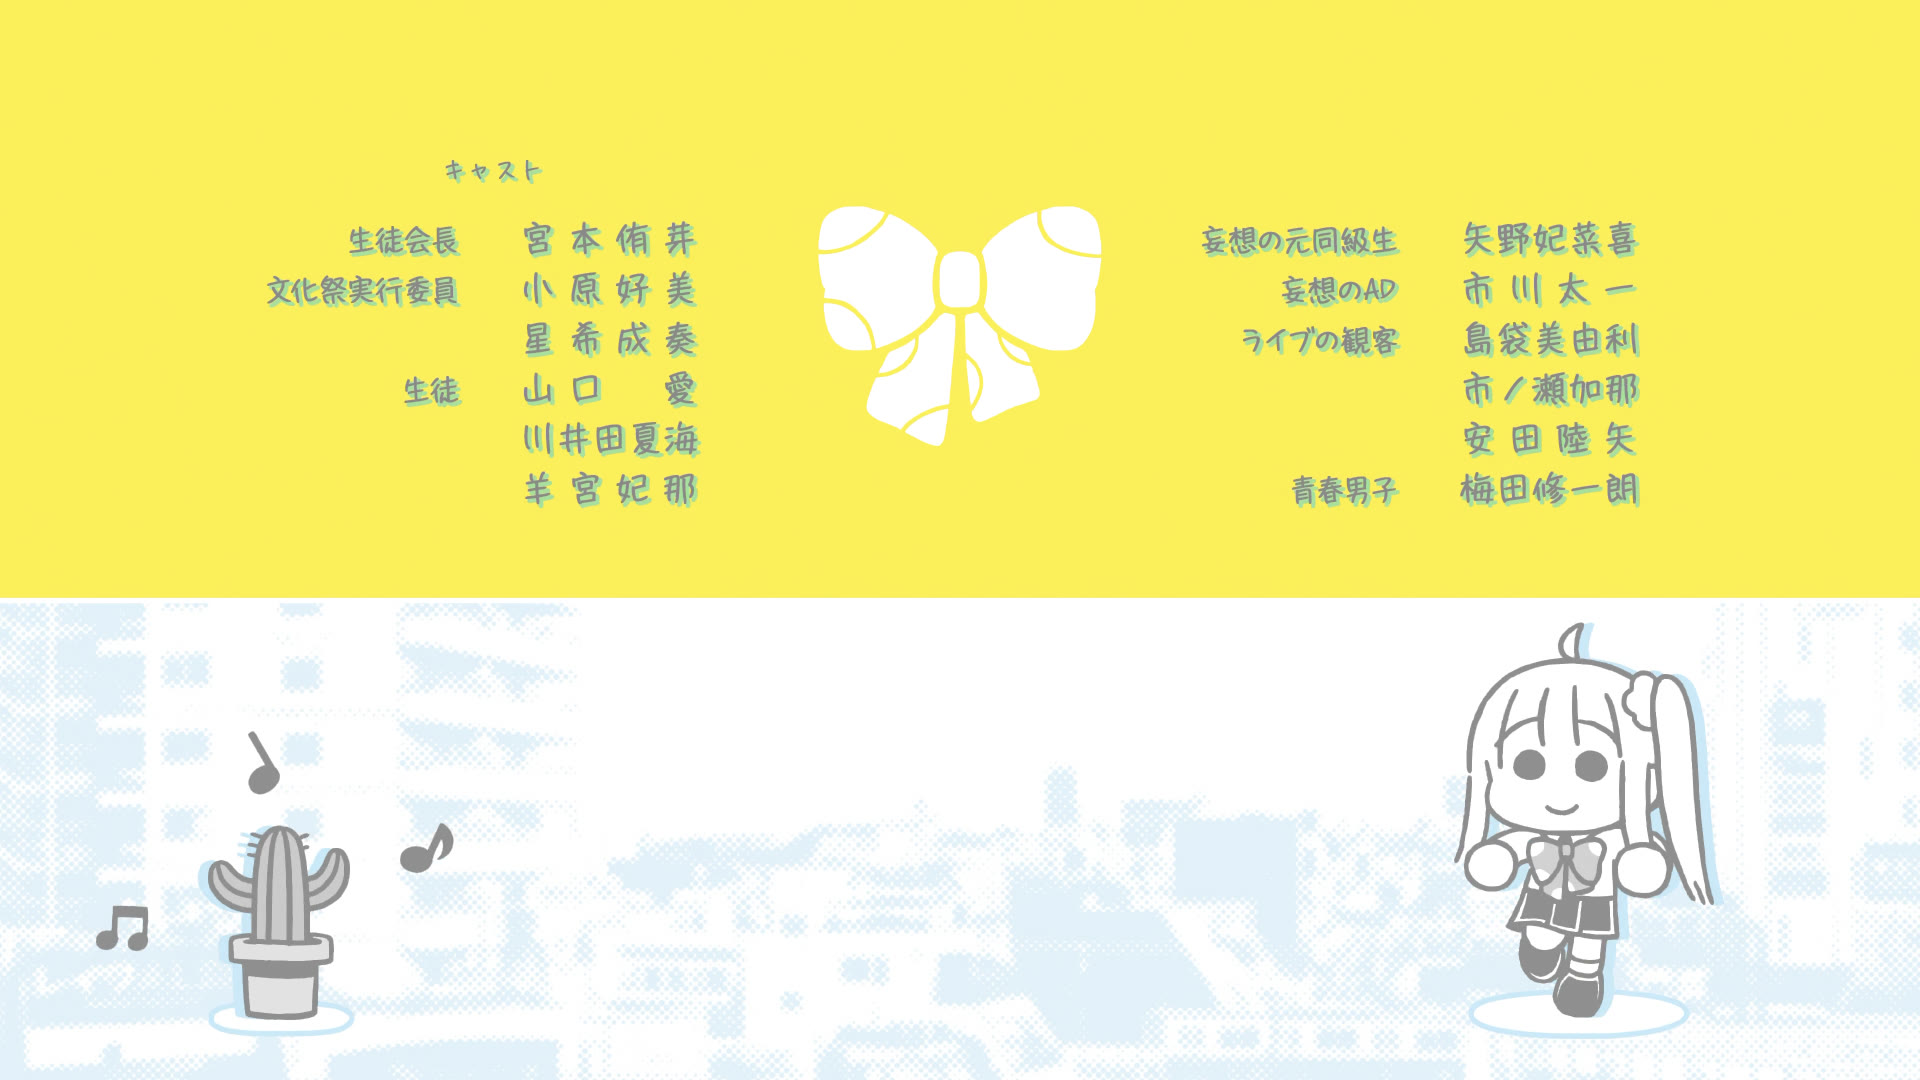 キャスト
生徒会長 宮本侑芽
文化祭実行委員 小原好美
星希成奏
生徒 山口 愛
川井田夏海
羊宮妃那
妄想の元同級生 矢野妃菜喜
妄想のAD 市川太一
ライブの観客 島袋美由利
市ノ瀬加那
安田陸矢
青春男子 梅田修一朗